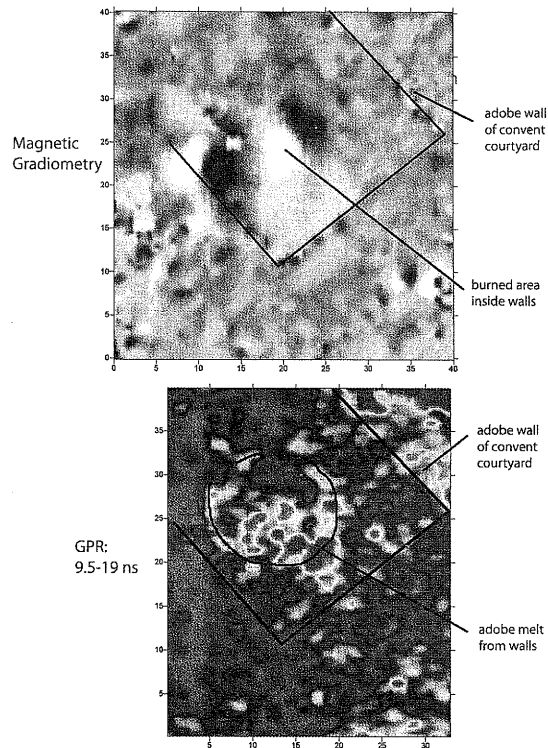 40
35
30
25
20
15
10
5
0
0
5
10
15
20
25
30
35
40
Magnetic
Gradiometry
adobe wall
of convent
courtyard
burned area
inside walls
35
30
25
20
15
10
5
5
10
15
20
25
30
GPR:
9.5-19 ns
adobe wall
of convent
courtyard
adobe melt
from walls